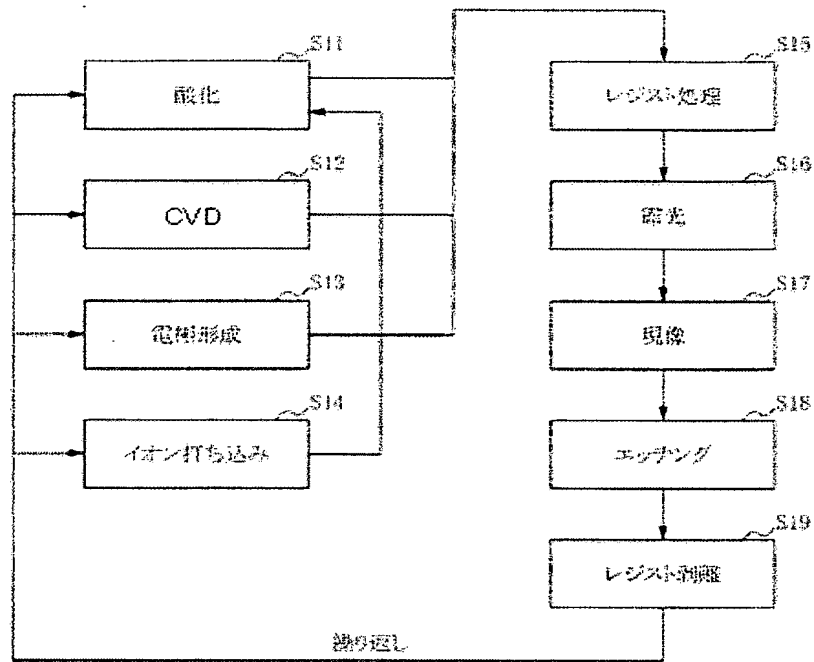 S11
酸化
S12
CVD
S13
電極形成
S14
イオン打ち込み
S15
レジスト処理
S16
露光
S17
現像
S18
エッチング
S19
レジスト剥離
繰り返し